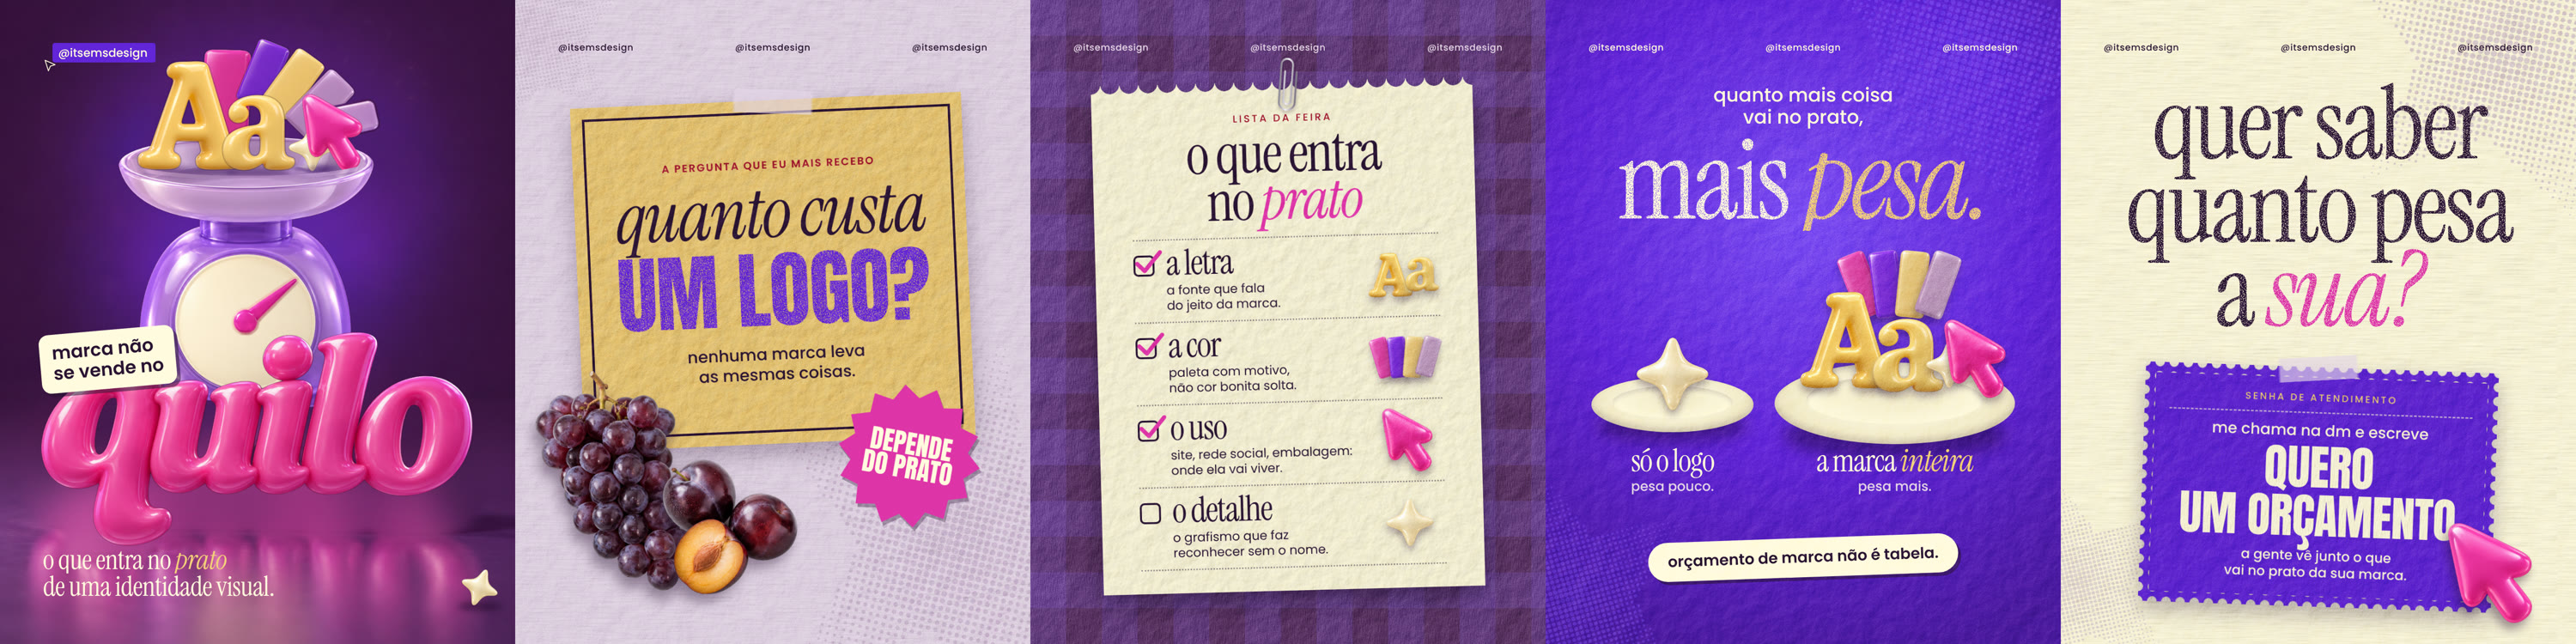 @itsemsdesign
Aa
marca não
se vende no
quilo
o que entra no prato
de uma identidade visual.
@itsemsdesign
@itsemsdesign
@itsemsdesign
A PERGUNTA QUE EU MAIS RECEBO
quanto custa
UM LOGO?
nenhuma marca leva
as mesmas coisas.
DEPENDE
DO PRATO
@itsemsdesign
@itsemsdesign
@itsemsdesign
LISTA DA FEIRA
o que entra
no prato
a letra
a fonte que fala
do jeito da marca.
Aa
a cor
paleta com motivo,
não cor bonita solta.
o uso
site, rede social, embalagem:
onde ela vai viver.
o detalhe
o grafismo que faz
reconhecer sem o nome.
@itsemsdesign
@itsemsdesign
@itsemsdesign
quanto mais coisa
vai no prato,
mais pesa.
Aa
só o logo
pesa pouco.
a marca inteira
pesa mais.
orçamento de marca não é tabela.
@itsemsdesign
@itsemsdesign
@itsemsdesign
quer saber
quanto pesa
a sua?
SENHA DE ATENDIMENTO
me chama na dm e escreve
QUERO
UM ORÇAMENTO
a gente vê junto o que
vai no prato da sua marca.